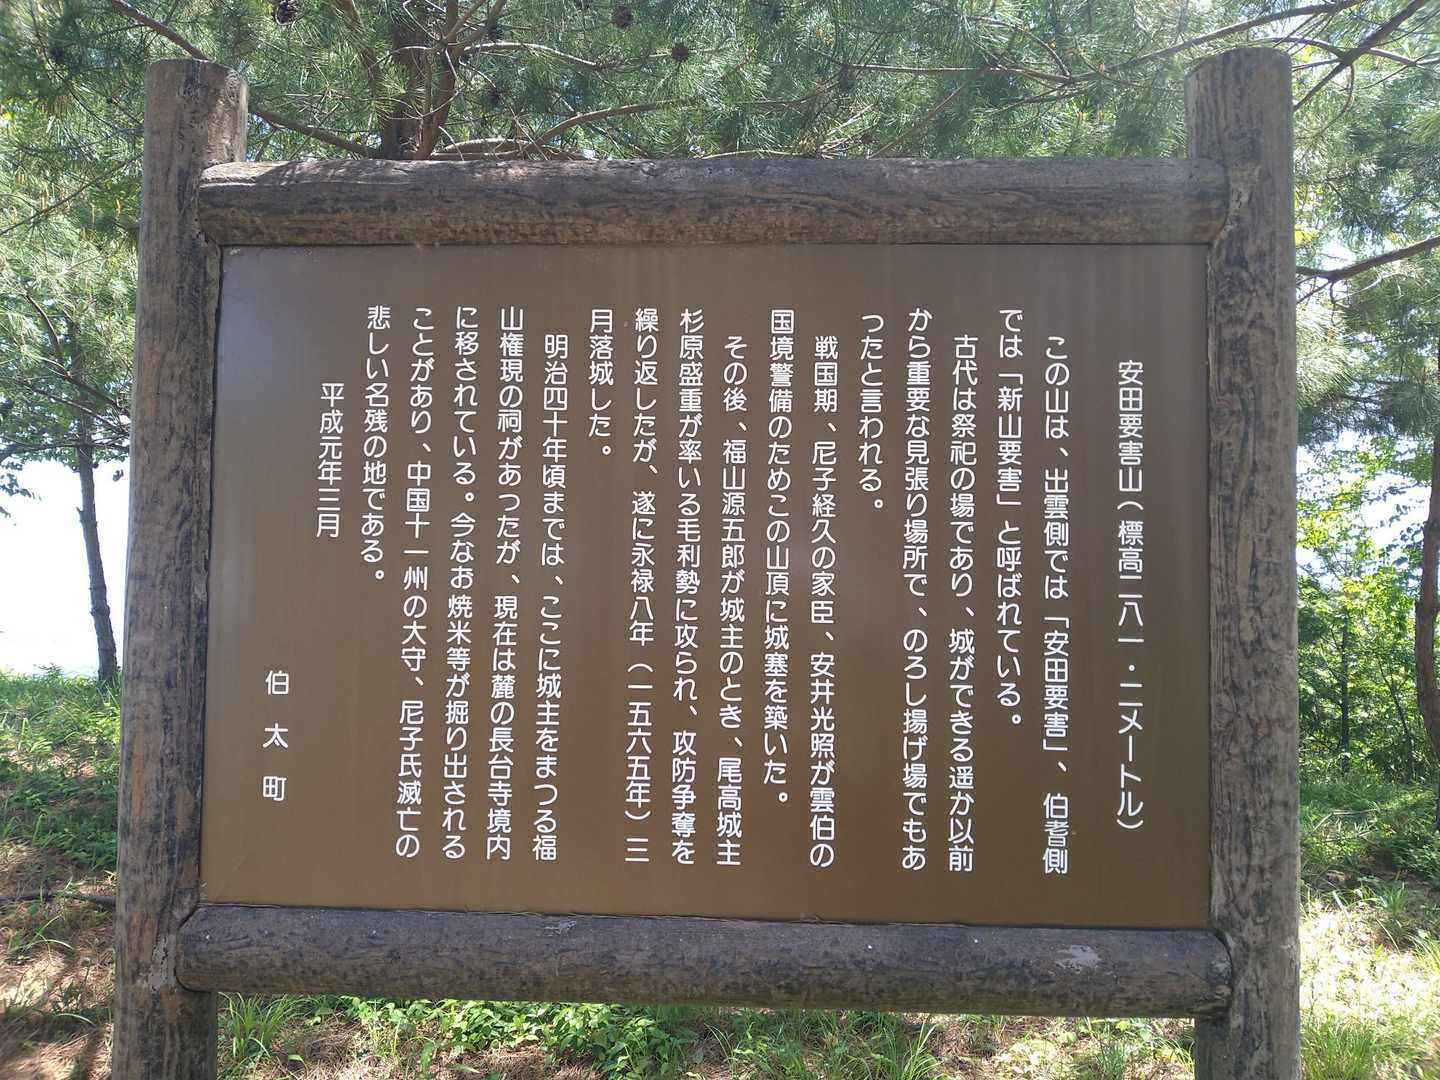 安田要害山（標高二八一・二メートル）
この山は、出雲側では「安田要害」、伯耆側
では「新山要害」と呼ばれている。
古代は祭祀の場であり、城ができる遥か以前
から重要な見張り場所で、のろし揚げ場でもあ
ったと言われる。
戦国期、尼子経久の家臣、安井光照が雲伯の
国境警備のためこの山頂に城塞を築いた。
その後、福山源五郎が城主のとき、尾高城主
杉原盛重が率いる毛利勢に攻られ、攻防争奪を
繰り返したが、遂に永禄八年（一五六五年）三
月落城した。
明治四十年頃までは、ここに城主をまつる福
山権現の祠があったが、現在は麓の長台寺境内
に移されている。今なお焼米等が掘り出される
ことがあり、中国十一州の大守、尼子氏滅亡の
悲しい名残の地である。
平成元年三月
伯太町